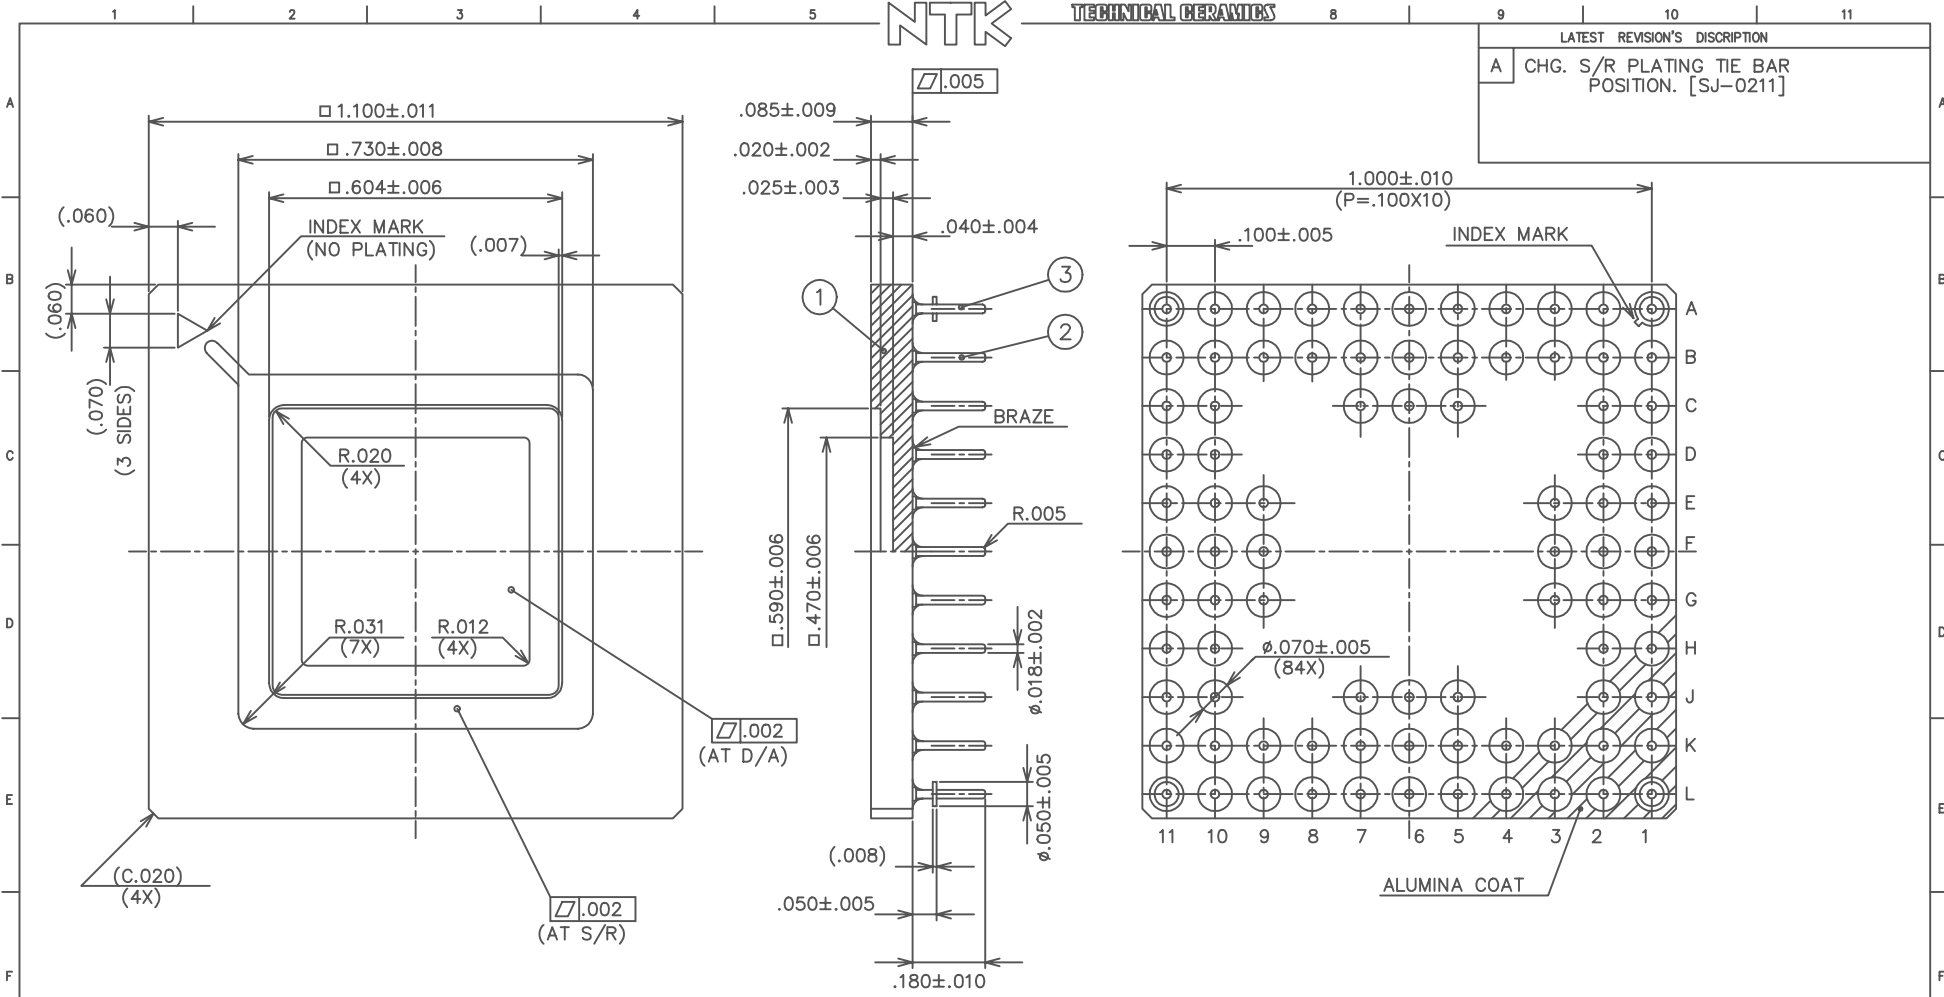 1 2 3 4 5 NTK TECHNICAL CERAMICS 8 9 10 11
LATEST REVISION'S DISCRIPTION
A CHG. S/R PLATING TIE BAR
POSITION. [SJ-0211]
A
B
C
D
E
F
□1.100±.011
□.730±.008
□.604±.006
(.060)
INDEX MARK
(NO PLATING)
(.007)
(.060)
(.070)
(3 SIDES)
R.020
(4X)
R.031
(7X)
R.012
(4X)
⏥.002
(AT D/A)
⏥.002
(AT S/R)
(C.020)
(4X)
⏥.005
.085±.009
.020±.002
.025±.003
.040±.004
1
3
2
BRAZE
R.005
□.590±.006
□.470±.006
ø.018±.002
ø.050±.005
(.008)
.050±.005
.180±.010
1.000±.010
(P=.100X10)
.100±.005
INDEX MARK
A
B
C
D
E
F
G
H
J
K
L
ø.070±.005
(84X)
11 10 9 8 7 6 5 4 3 2 1
ALUMINA COAT
A
B
C
D
E
F